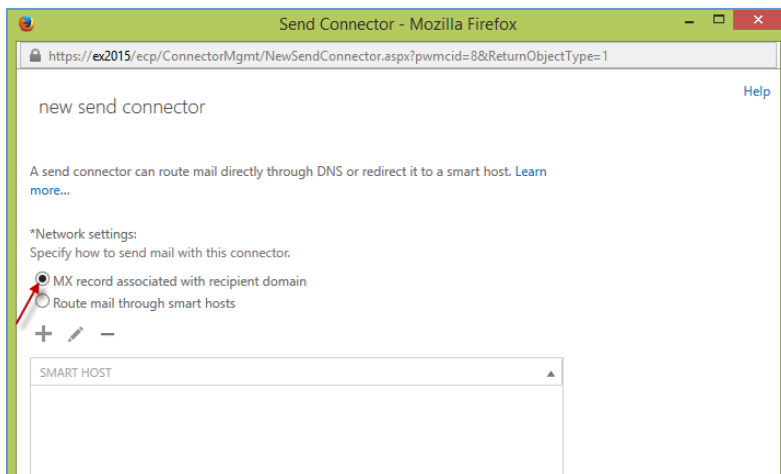 Send Connector - Mozilla Firefox
https://ex2015/ecp/ConnectorMgmt/NewSendConnector.aspx?pwmcid=8&ReturnObjectType=1
Help
new send connector
A send connector can route mail directly through DNS or redirect it to a smart host. Learn
more...
*Network settings:
Specify how to send mail with this connector.
MX record associated with recipient domain
Route mail through smart hosts
SMART HOST